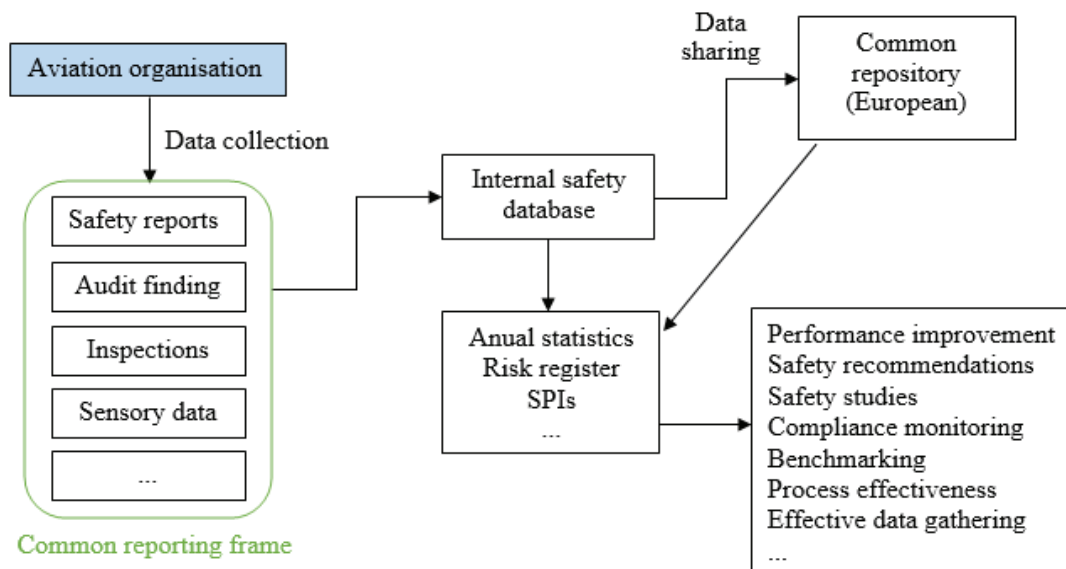 Aviation organisation
Data collection
Safety reports
Audit finding
Inspections
Sensory data
...
Common reporting frame
Internal safety
database
Data
sharing
Common
repository
(European)
Anual statistics
Risk register
SPIs
...
Performance improvement
Safety recommendations
Safety studies
Compliance monitoring
Benchmarking
Process effectiveness
Effective data gathering
...